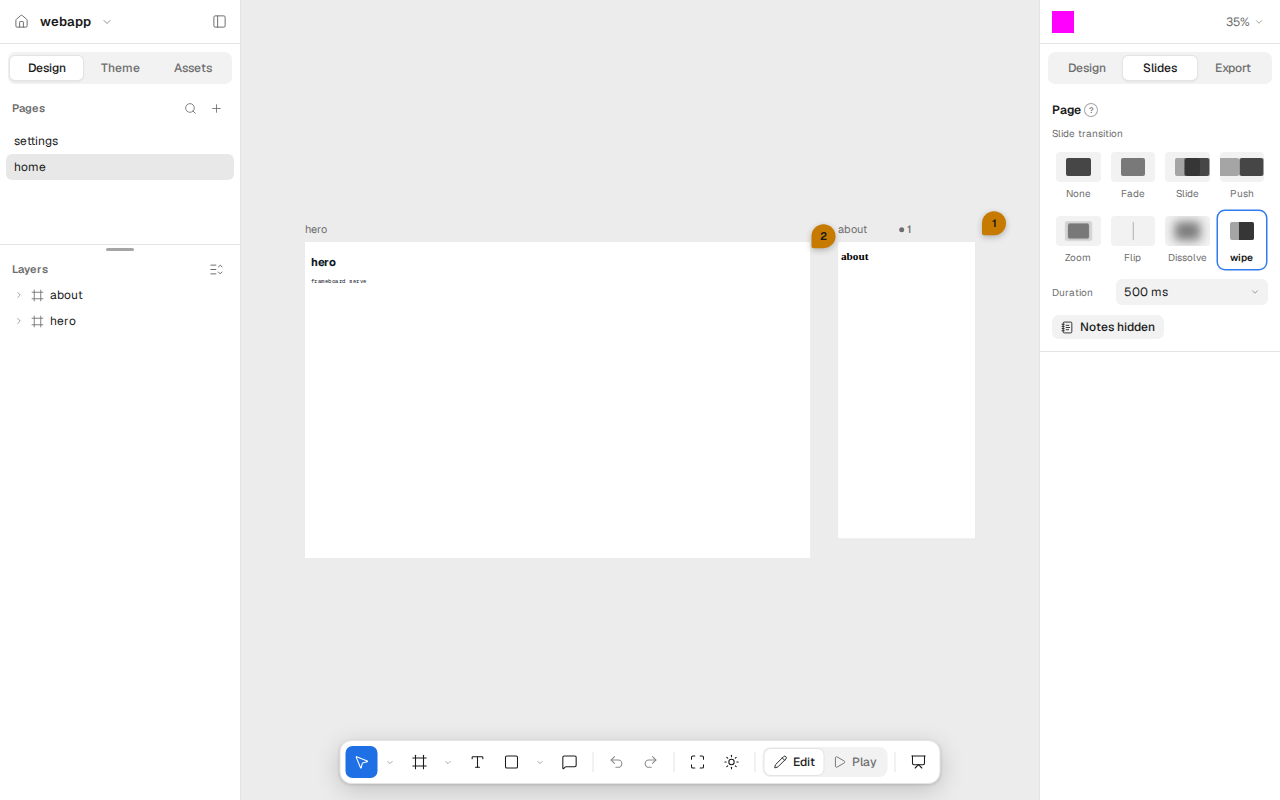 webapp
Design Theme Assets
Pages
settings
home
Layers
about
hero
hero
2
about 1
1
hero
frameboard serve
about
35%
Design Slides Export
Page ?
Slide transition
None Fade Slide Push
Zoom Flip Dissolve wipe
Duration 500 ms
Notes hidden
Edit Play